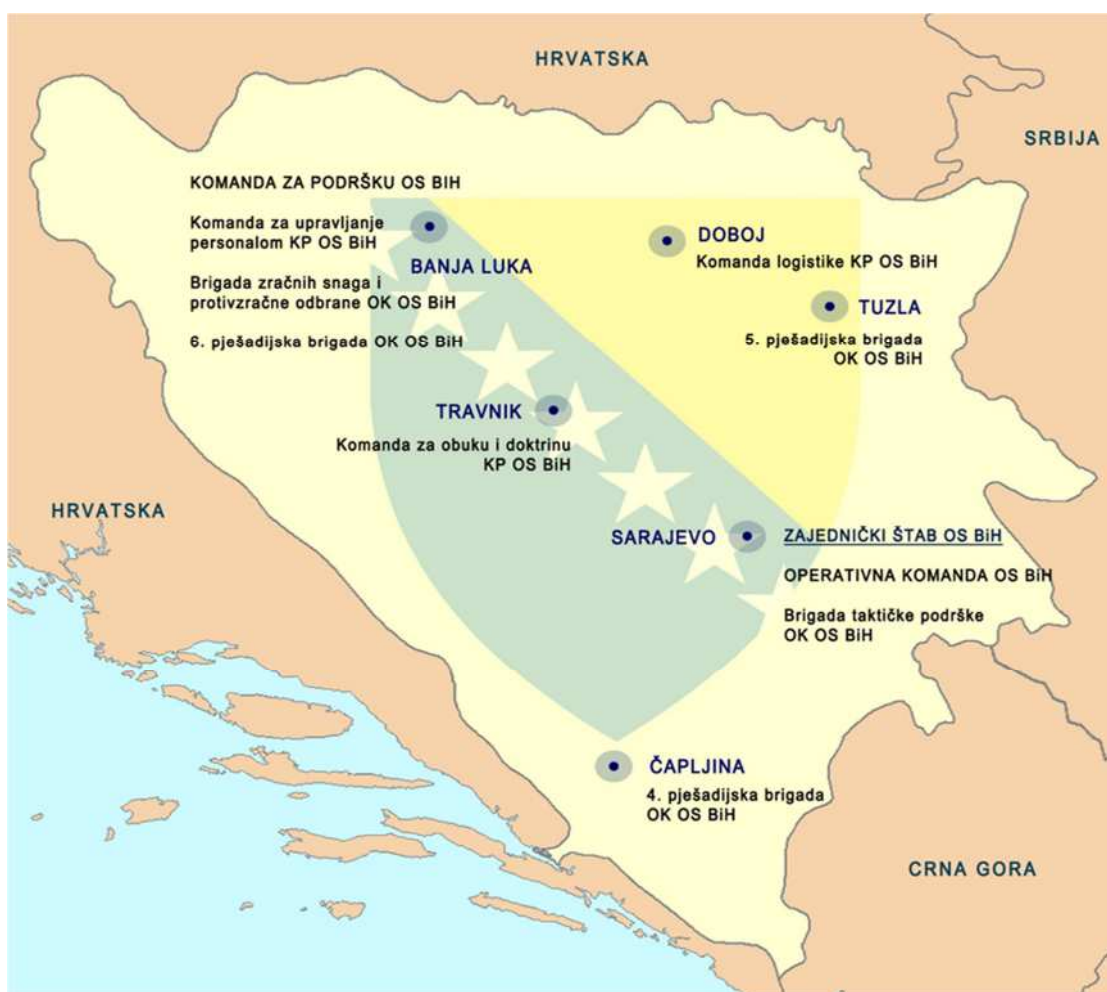 HRVATSKA
SRBIJA
KOMANDA ZA PODRŠKU OS BIH
Komanda za upravljanje
personalom KP OS BiH
BANJA LUKA
Brigada zračnih snaga i
protivzračne odbrane OK OS BiH
6. pješadijska brigada OK OS BiH
DOBOJ
Komanda logistike KP OS BiH
TUZLA
5. pješadijska brigada
OK OS BiH
TRAVNIK
Komanda za obuku i doktrinu
KP OS BiH
HRVATSKA
SARAJEVO
ZAJEDNIČKI ŠTAB OS BiH
OPERATIVNA KOMANDA OS BiH
Brigada taktičke podrške
OK OS BiH
ČAPLJINA
4. pješadijska brigada
OK OS BiH
CRNA GORA